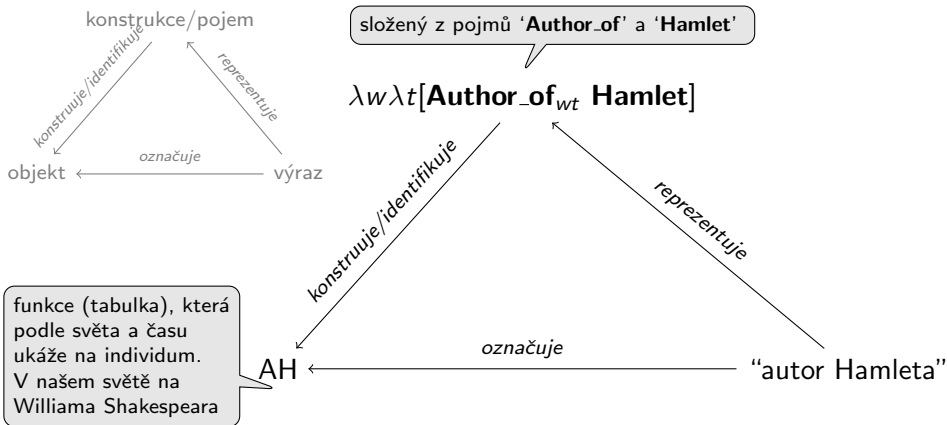 konstrukce/pojem
konstruuje/identifikuje
reprezentuje
objekt
označuje
výraz
složený z pojmů ‘Author_of’ a ‘Hamlet’
λwλt[Author_of_wt Hamlet]
konstruuje/identifikuje
reprezentuje
funkce (tabulka), která
podle světa a času
ukáže na individum.
V našem světě na
Williama Shakespeara
AH
označuje
“autor Hamleta”